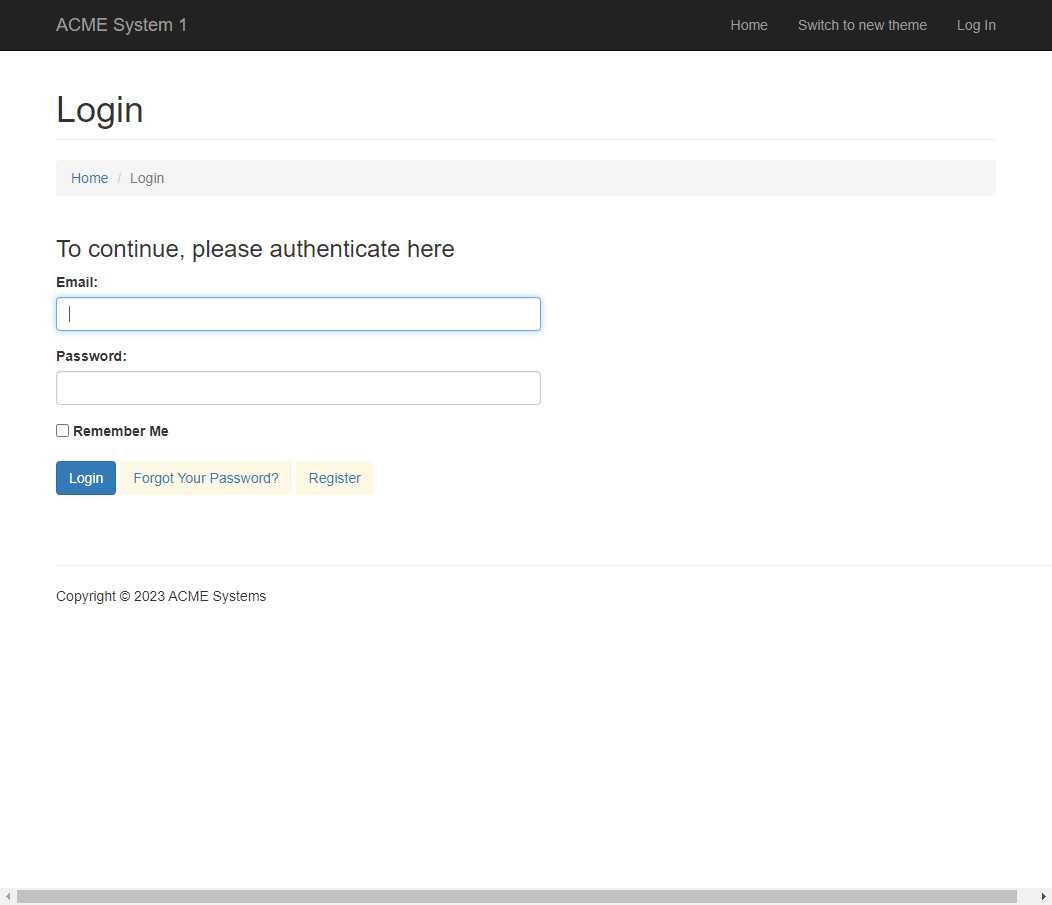 ACME System 1 Home Switch to new theme Log In
Login
Home / Login
To continue, please authenticate here
Email:
Password:
Remember Me
Login Forgot Your Password? Register
Copyright © 2023 ACME Systems